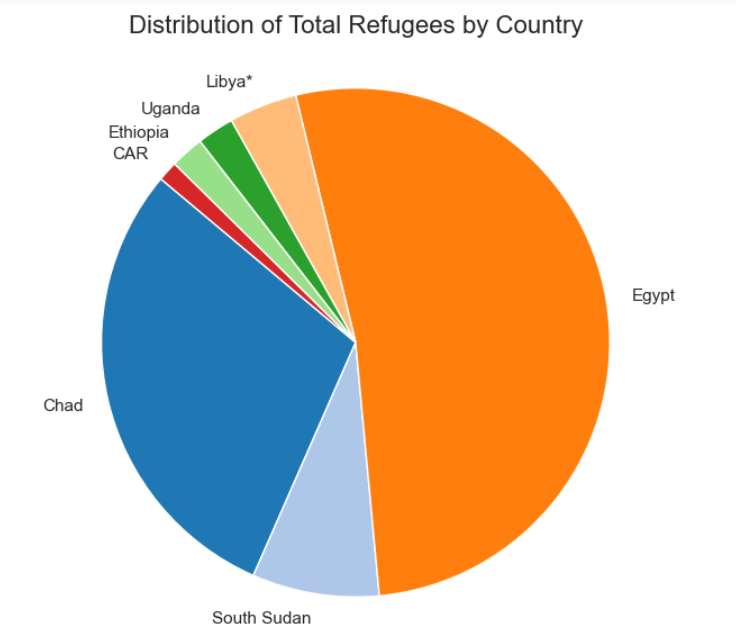 Distribution of Total Refugees by Country
Libya*
Uganda
Ethiopia
CAR
Egypt
Chad
South Sudan